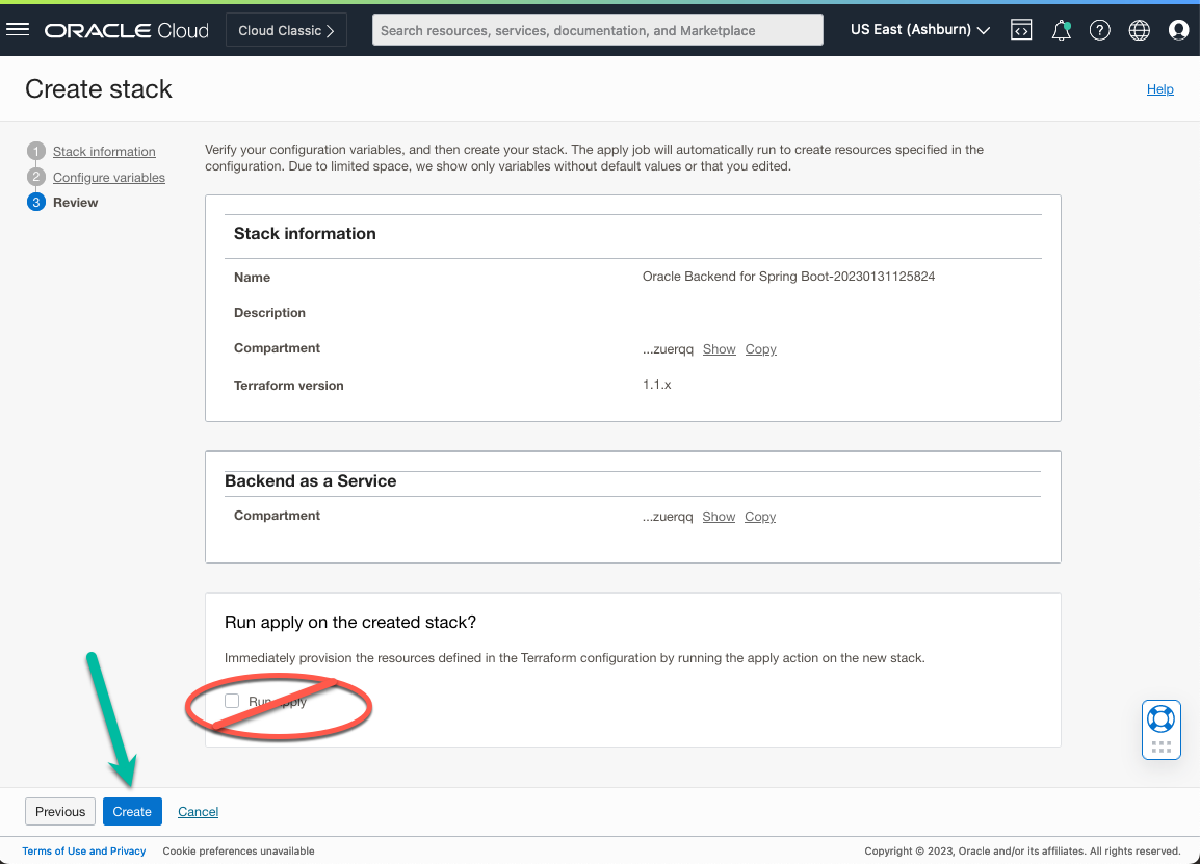 ORACLE Cloud
Cloud Classic
Search resources, services, documentation, and Marketplace
US East (Ashburn)
Create stack
Help
1 Stack information
2 Configure variables
3 Review
Verify your configuration variables, and then create your stack. The apply job will automatically run to create resources specified in the
configuration. Due to limited space, we show only variables without default values or that you edited.
Stack information
Name Oracle Backend for Spring Boot-20230131125824
Description
Compartment ...zuerqq Show Copy
Terraform version 1.1.x
Backend as a Service
Compartment ...zuerqq Show Copy
Run apply on the created stack?
Immediately provision the resources defined in the Terraform configuration by running the apply action on the new stack.
Run apply
Previous Create Cancel
Terms of Use and Privacy Cookie preferences unavailable Copyright © 2023, Oracle and/or its affiliates. All rights reserved.